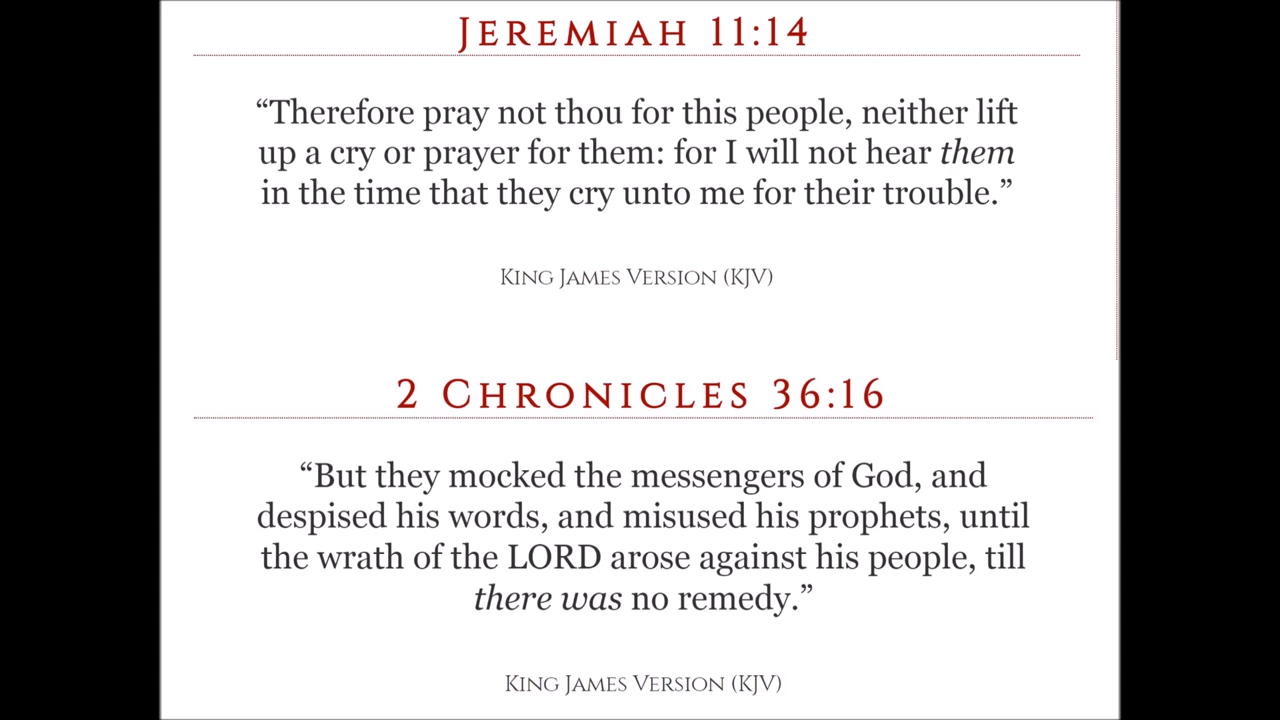 JEREMIAH 11:14
“Therefore pray not thou for this people, neither lift
up a cry or prayer for them: for I will not hear them
in the time that they cry unto me for their trouble.”
KING JAMES VERSION (KJV)
2 CHRONICLES 36:16
“But they mocked the messengers of God, and
despised his words, and misused his prophets, until
the wrath of the LORD arose against his people, till
there was no remedy.”
KING JAMES VERSION (KJV)